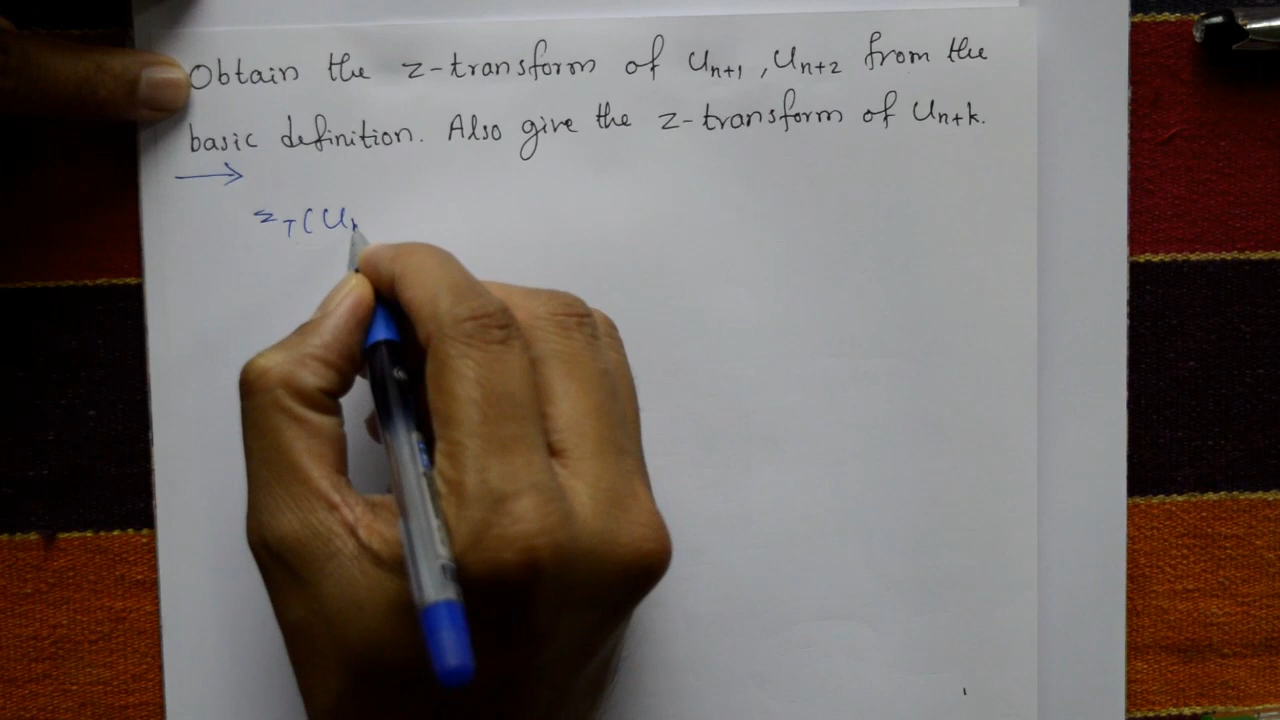 Obtain the z-transform of Un+1, Un+2 from the
basic definition. Also give the z-transform of Un+k.
→
ZT(Un